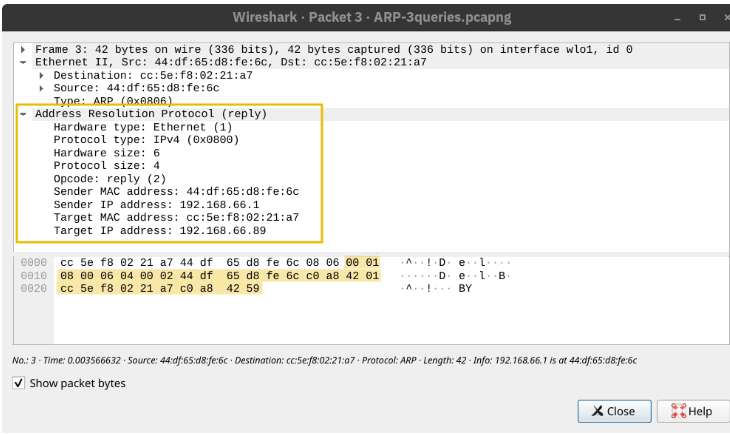 Wireshark · Packet 3 · ARP-3queries.pcapng
Frame 3: 42 bytes on wire (336 bits), 42 bytes captured (336 bits) on interface wlo1, id 0
Ethernet II, Src: 44:df:65:d8:fe:6c, Dst: cc:5e:f8:02:21:a7
Destination: cc:5e:f8:02:21:a7
Source: 44:df:65:d8:fe:6c
Type: ARP (0x0806)
Address Resolution Protocol (reply)
Hardware type: Ethernet (1)
Protocol type: IPv4 (0x0800)
Hardware size: 6
Protocol size: 4
Opcode: reply (2)
Sender MAC address: 44:df:65:d8:fe:6c
Sender IP address: 192.168.66.1
Target MAC address: cc:5e:f8:02:21:a7
Target IP address: 192.168.66.89
0000 cc 5e f8 02 21 a7 44 df 65 d8 fe 6c 08 06 00 01 ·^··!·D· e··l····
0010 08 00 06 04 00 02 44 df 65 d8 fe 6c c0 a8 42 01 ······D· e··l··B·
0020 cc 5e f8 02 21 a7 c0 a8 42 59 ·^··!··· BY
No.: 3 · Time: 0.003566632 · Source: 44:df:65:d8:fe:6c · Destination: cc:5e:f8:02:21:a7 · Protocol: ARP · Length: 42 · Info: 192.168.66.1 is at 44:df:65:d8:fe:6c
Show packet bytes
Close Help